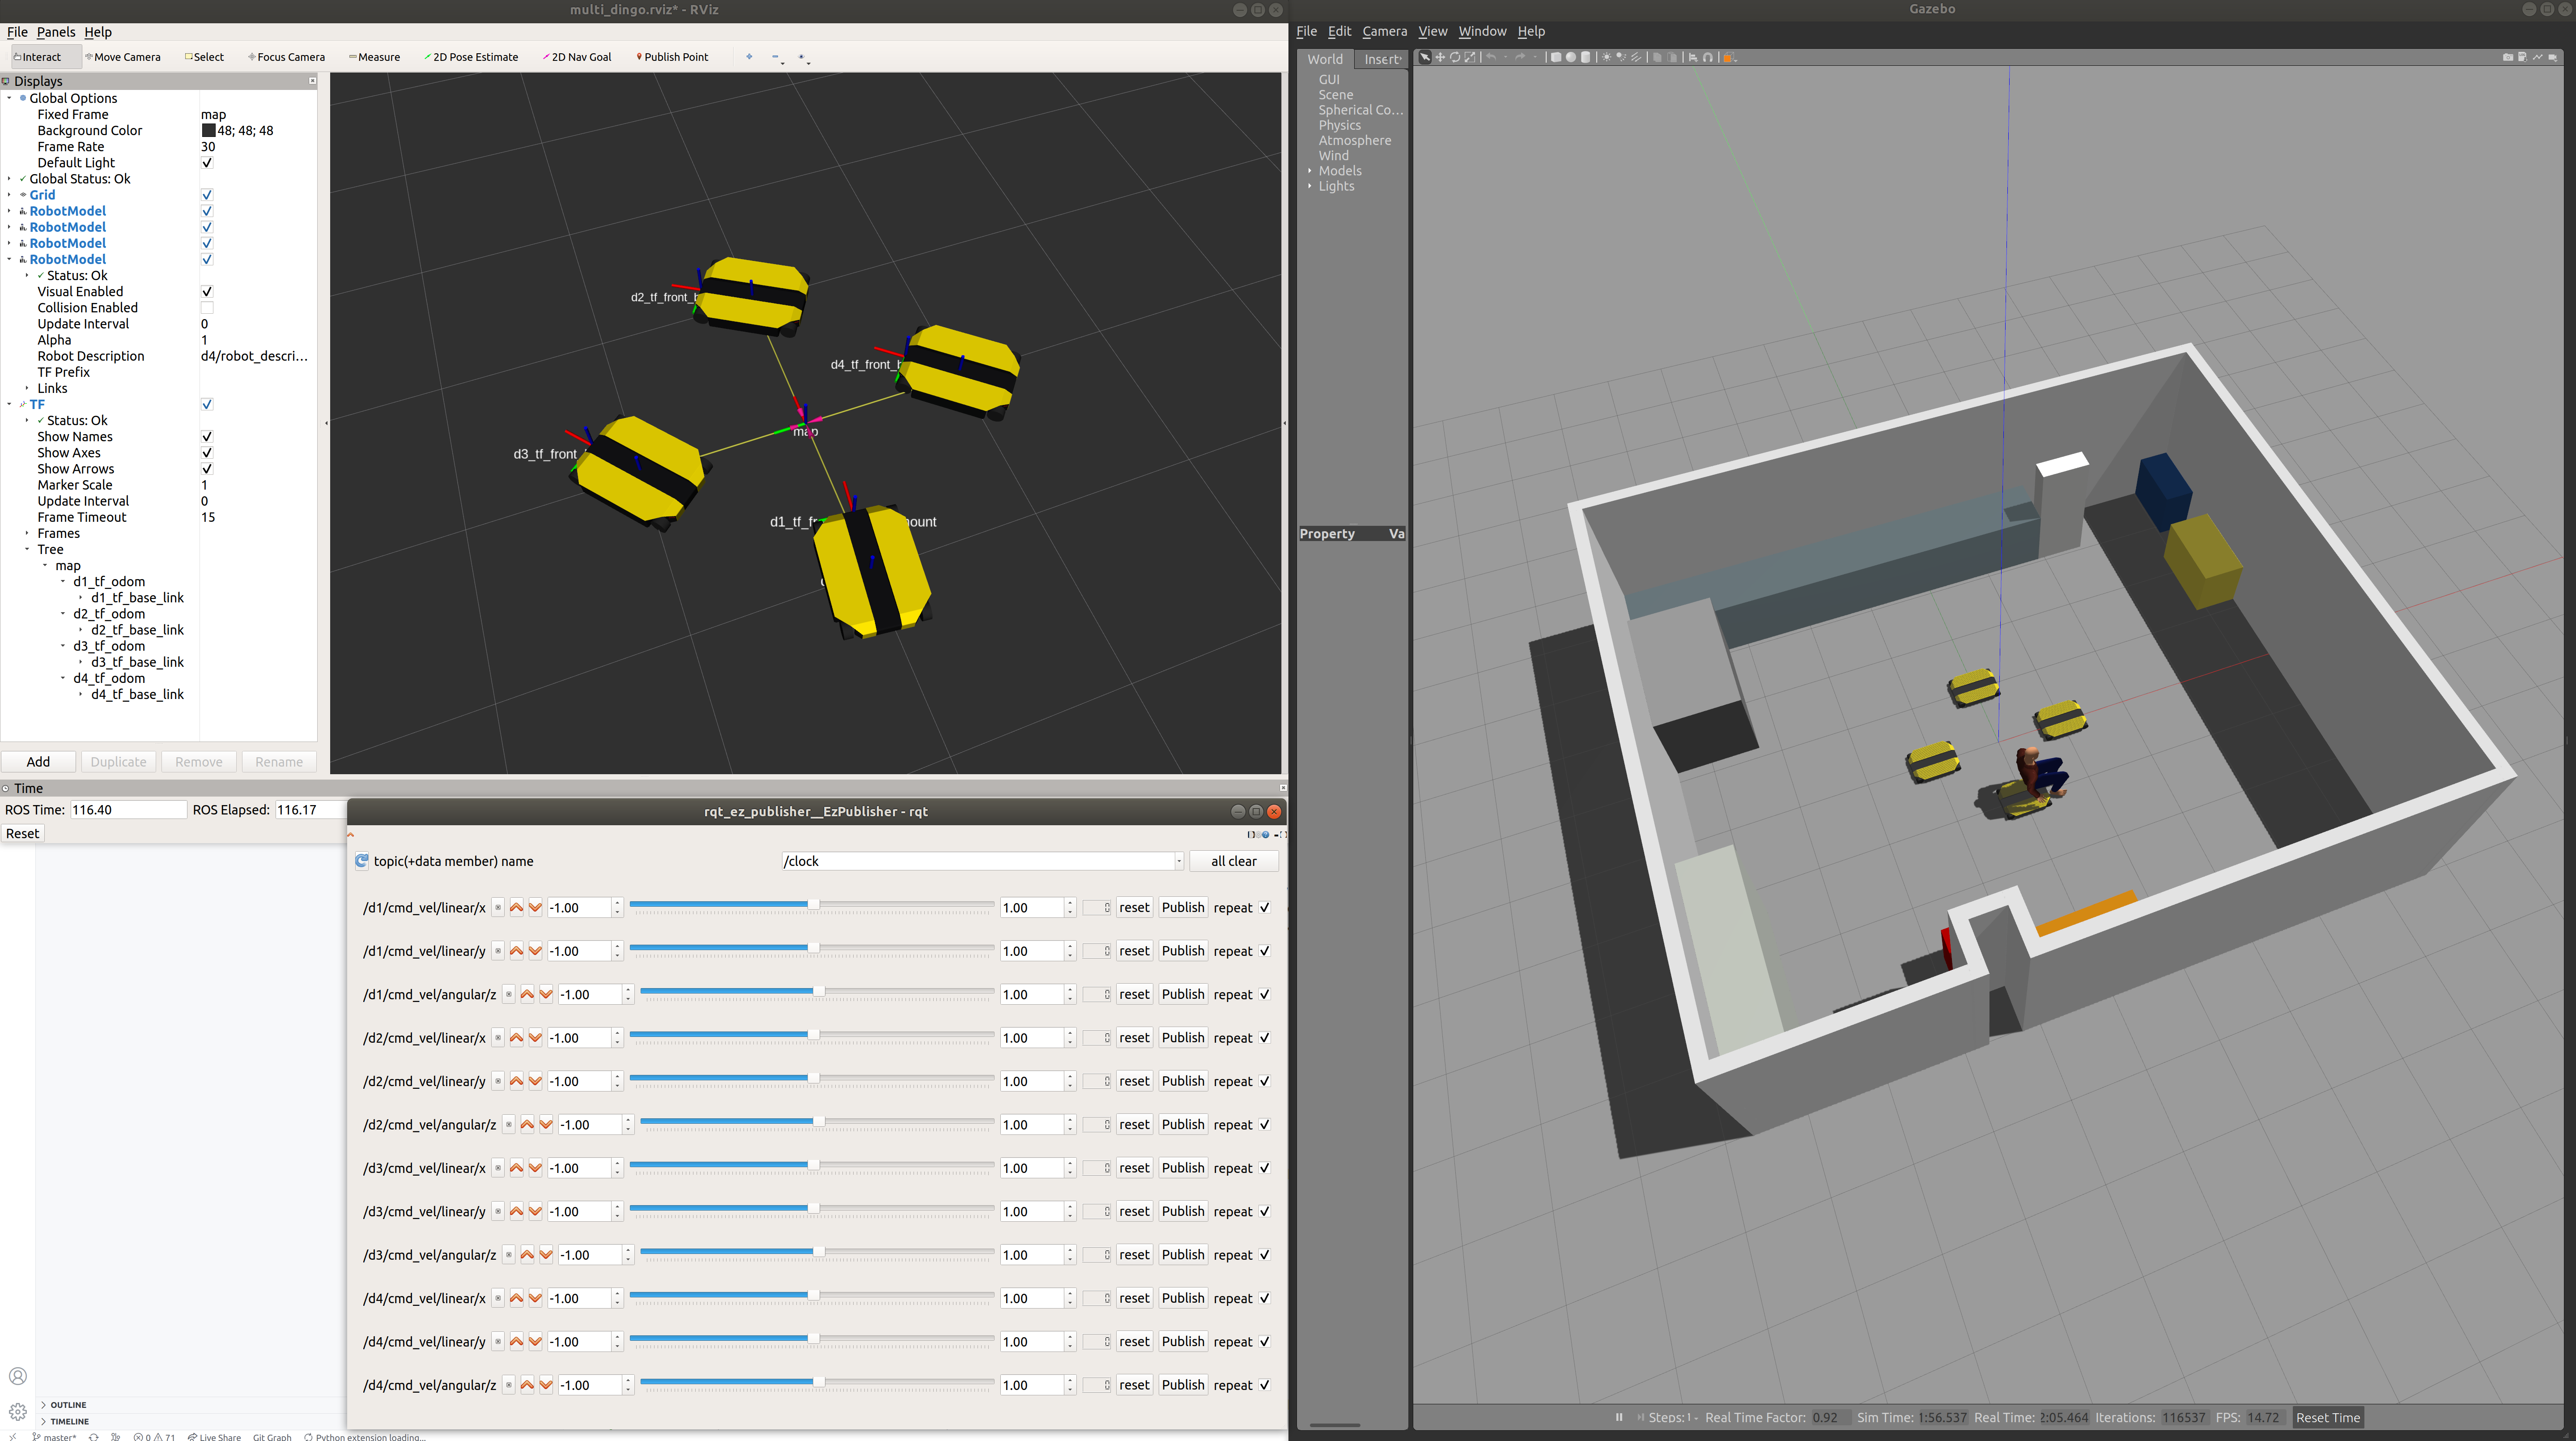 multi_dingo.rviz* - RViz
File Panels Help
Interact Move Camera Select Focus Camera Measure 2D Pose Estimate 2D Nav Goal Publish Point
Displays
Global Options
Fixed Frame map
Background Color 48; 48; 48
Frame Rate 30
Default Light
Global Status: Ok
Grid
RobotModel
RobotModel
RobotModel
RobotModel
Status: Ok
Visual Enabled
Collision Enabled
Update Interval 0
Alpha 1
Robot Description d4/robot_descri...
TF Prefix
Links
TF
Status: Ok
Show Names
Show Axes
Show Arrows
Marker Scale 1
Update Interval 0
Frame Timeout 15
Frames
Tree
map
d1_tf_odom
d1_tf_base_link
d2_tf_odom
d2_tf_base_link
d3_tf_odom
d3_tf_base_link
d4_tf_odom
d4_tf_base_link
Add Duplicate Remove Rename
d2_tf_front_b
d4_tf_front_b
map
d3_tf_front
d1_tf_fr ount
Time
ROS Time: 116.40 ROS Elapsed: 116.17
Reset
rqt_ez_publisher__EzPublisher - rqt
topic(+data member) name /clock all clear
/d1/cmd_vel/linear/x -1.00 1.00 0 reset Publish repeat
/d1/cmd_vel/linear/y -1.00 1.00 0 reset Publish repeat
/d1/cmd_vel/angular/z -1.00 1.00 0 reset Publish repeat
/d2/cmd_vel/linear/x -1.00 1.00 0 reset Publish repeat
/d2/cmd_vel/linear/y -1.00 1.00 0 reset Publish repeat
/d2/cmd_vel/angular/z -1.00 1.00 0 reset Publish repeat
/d3/cmd_vel/linear/x -1.00 1.00 0 reset Publish repeat
/d3/cmd_vel/linear/y -1.00 1.00 0 reset Publish repeat
/d3/cmd_vel/angular/z -1.00 1.00 0 reset Publish repeat
/d4/cmd_vel/linear/x -1.00 1.00 0 reset Publish repeat
/d4/cmd_vel/linear/y -1.00 1.00 0 reset Publish repeat
/d4/cmd_vel/angular/z -1.00 1.00 0 reset Publish repeat
OUTLINE
TIMELINE
master* 0 71 Live Share Git Graph Python extension loading...
Gazebo
File Edit Camera View Window Help
World Insert
GUI
Scene
Spherical Co...
Physics
Atmosphere
Wind
Models
Lights
Property Va
Steps: 1 Real Time Factor: 0.92 Sim Time: 1:56.537 Real Time: 2:05.464 Iterations: 116537 FPS: 14.72 Reset Time